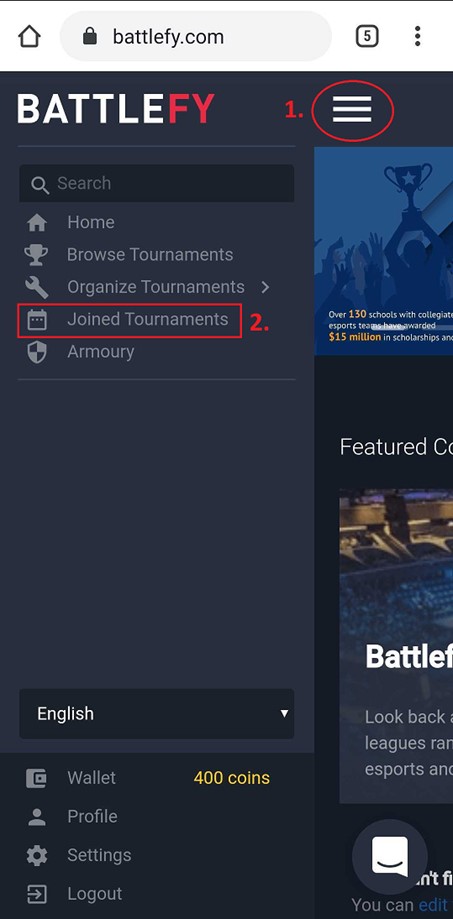 battlefy.com
5
BATTLEFY
1.
Search
Home
Browse Tournaments
Organize Tournaments
Joined Tournaments
2.
Armoury
Over 130 schools with collegiate
esports teams have awarded
$15 million in scholarships and
Featured Co
Battlef
Look back a
leagues ran
esports and
English
Wallet 400 coins
Profile
Settings
Logout
n't fi
You can edit